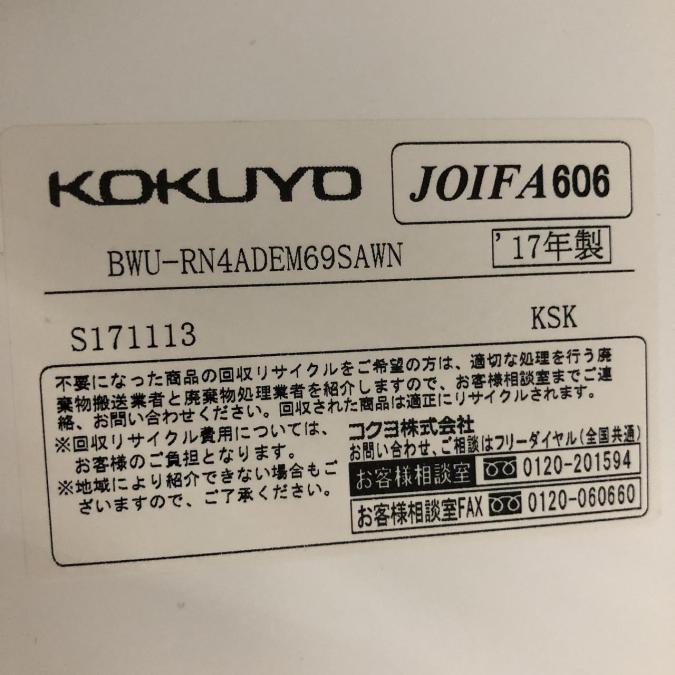 KOKUYO
JOIFA606
BWU-RN4ADEM69SAWN
'17年製
S171113
KSK
不要になった商品の回収リサイクルをご希望の方は、適切な処理を行う廃
棄物搬送業者と廃棄物処理業者を紹介しますので、お客様相談室までご連
絡、お問い合わせください。回収された商品は適正にリサイクルされます。
※回収リサイクル費用については、
お客様のご負担となります。
※地域により紹介できない場合もご
ざいますので、ご了承ください。
コクヨ株式会社
お問い合わせ、ご相談はフリーダイヤル(全国共通)
お客様相談室 0120-201594
お客様相談室FAX 0120-060660